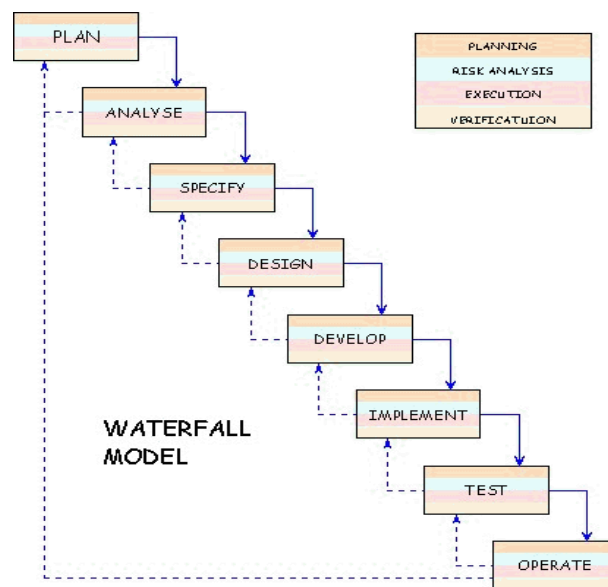 PLAN
PLANNING
RISK ANALYSIS
EXECUTION
VERIFICATUION
ANALYSE
SPECIFY
DESIGN
DEVELOP
IMPLEMENT
WATERFALL
MODEL
TEST
OPERATE